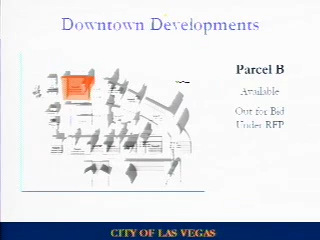 Downtown Developments
Parcel B
Available
Out for Bid
Under RFP
CITY OF LAS VEGAS